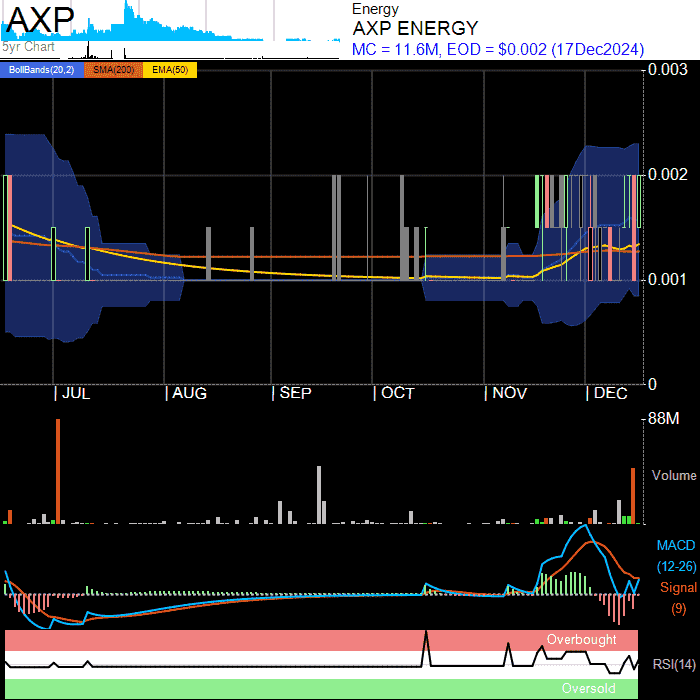 AXP
5yr Chart
Energy
AXP ENERGY
MC = 11.6M, EOD = $0.002 (17Dec2024)
BollBands(20,2) SMA(200) EMA(50)
0.003
0.002
0.001
0
| JUL | AUG | SEP | OCT | NOV | DEC
88M
Volume
MACD
(12-26)
Signal
(9)
Overbought
RSI(14)
Oversold